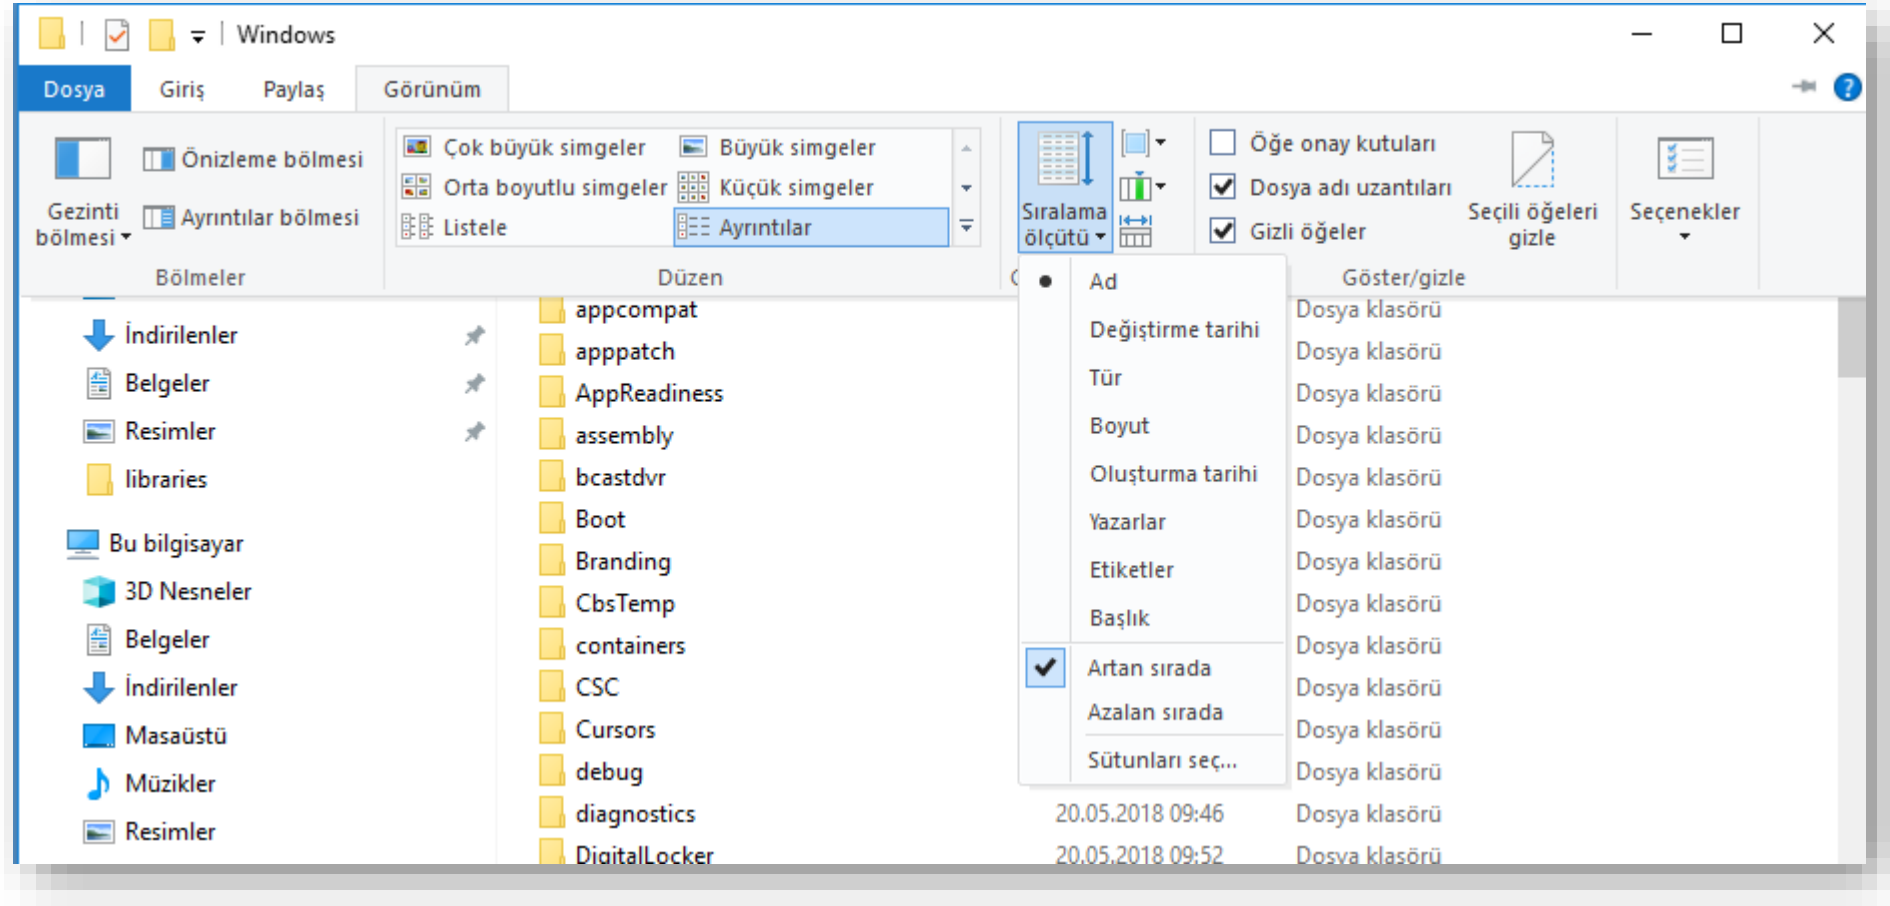 Windows
Dosya Giriş Paylaş Görünüm
Gezinti bölmesi
Önizleme bölmesi
Ayrıntılar bölmesi
Bölmeler
Çok büyük simgeler Büyük simgeler
Orta boyutlu simgeler Küçük simgeler
Listele Ayrıntılar
Düzen
Sıralama
ölçütü
Öğe onay kutuları
Dosya adı uzantıları
Gizli öğeler
Seçili öğeleri
gizle
Göster/gizle
Seçenekler
Ad
Değiştirme tarihi
Tür
Boyut
Oluşturma tarihi
Yazarlar
Etiketler
Başlık
Artan sırada
Azalan sırada
Sütunları seç...
İndirilenler
Belgeler
Resimler
libraries
Bu bilgisayar
3D Nesneler
Belgeler
İndirilenler
Masaüstü
Müzikler
Resimler
appcompat Dosya klasörü
apppatch Dosya klasörü
AppReadiness Dosya klasörü
assembly Dosya klasörü
bcastdvr Dosya klasörü
Boot Dosya klasörü
Branding Dosya klasörü
CbsTemp Dosya klasörü
containers Dosya klasörü
CSC Dosya klasörü
Cursors Dosya klasörü
debug Dosya klasörü
diagnostics 20.05.2018 09:46 Dosya klasörü
DigitalLocker 20.05.2018 09:52 Dosya klasörü